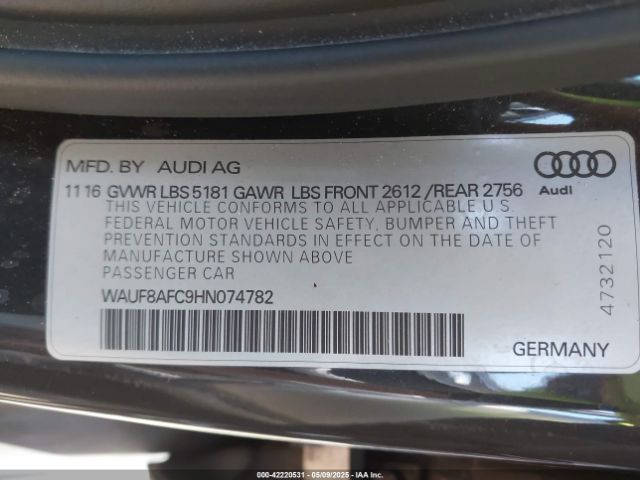 MFD. BY AUDI AG
11 16 GVWR LBS 5181 GAWR LBS FRONT 2612 /REAR 2756
Audi
THIS VEHICLE CONFORMS TO ALL APPLICABLE U.S.
FEDERAL MOTOR VEHICLE SAFETY, BUMPER AND THEFT
PREVENTION STANDARDS IN EFFECT ON THE DATE OF
MANUFACTURE SHOWN ABOVE
PASSENGER CAR
4732120
WAUF8AFC9HN074782
GERMANY
000-42220531 - 05/09/2025 - IAA Inc.